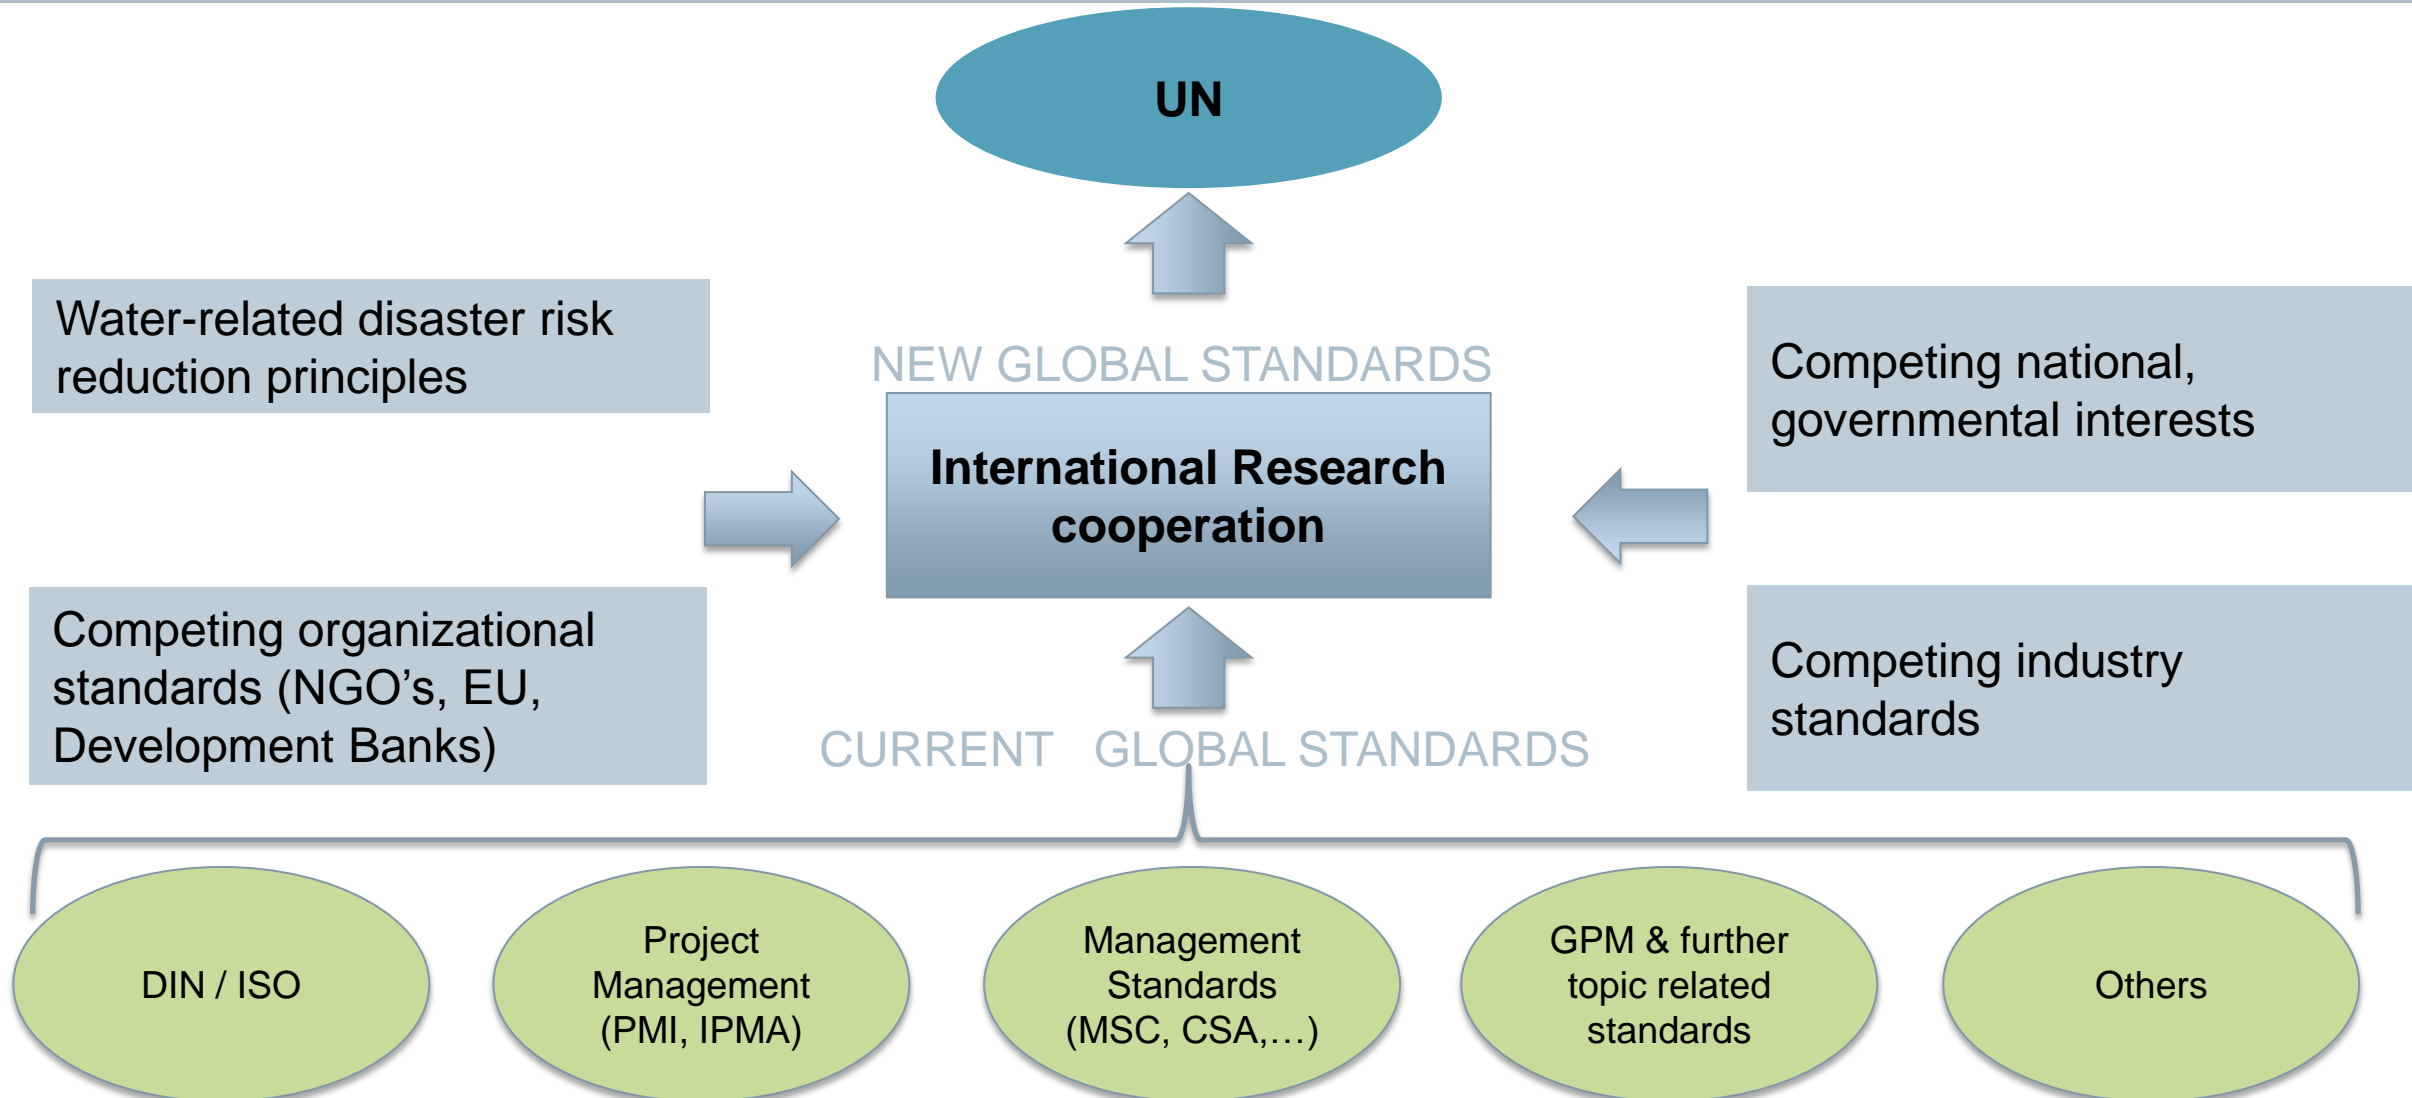 UN
Water-related disaster risk
reduction principles
NEW GLOBAL STANDARDS
Competing national,
governmental interests
International Research
cooperation
Competing organizational
standards (NGO’s, EU,
Development Banks)
Competing industry
standards
CURRENT GLOBAL STANDARDS
DIN / ISO
Project
Management
(PMI, IPMA)
Management
Standards
(MSC, CSA,…)
GPM & further
topic related
standards
Others